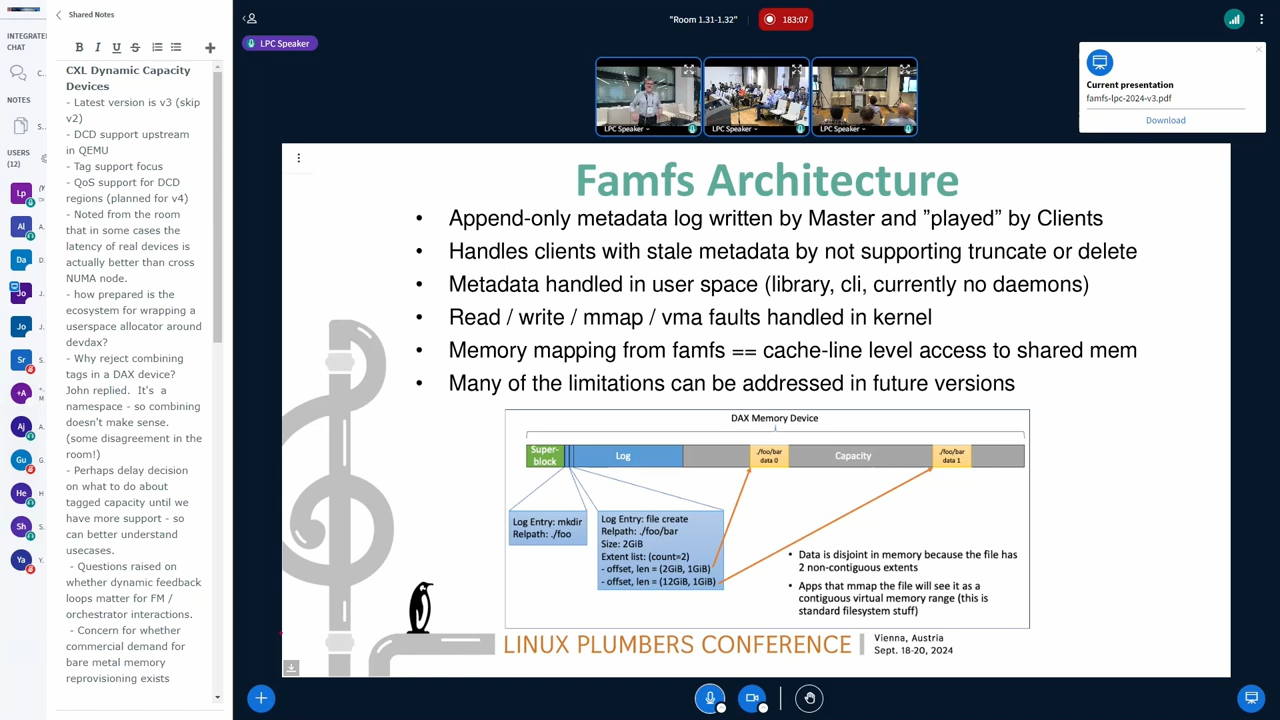 INTEGRATE
CHAT
C..
NOTES
S..
USERS
(12)
Lp
Al
A.
Da
D.
Jo
J.
Jo
J.
Sr
S.
+A
M
Aj
A.
Gu
G.
He
H
Sh
S.
Ya
Y.
Shared Notes
B I U S
CXL Dynamic Capacity
Devices
- Latest version is v3 (skip
v2)
- DCD support upstream
in QEMU
- Tag support focus
- QoS support for DCD
regions (planned for v4)
- Noted from the room
that in some cases the
latency of real devices is
actually better than cross
NUMA node.
- how prepared is the
ecosystem for wrapping a
userspace allocator around
devdax?
- Why reject combining
tags in a DAX device?
John replied. It's a
namespace - so combining
doesn't make sense.
(some disagreement in the
room!)
- Perhaps delay decision
on what to do about
tagged capacity until we
have more support - so
can better understand
usecases.
- Questions raised on
whether dynamic feedback
loops matter for FM /
orchestrator interactions.
- Concern for whether
commercial demand for
bare metal memory
reprovisioning exists
"Room 1.31-1.32"
183:07
LPC Speaker
LPC Speaker
LPC Speaker
LPC Speaker
Current presentation
famfs-lpc-2024-v3.pdf
Download
Famfs Architecture
• Append-only metadata log written by Master and ”played” by Clients
• Handles clients with stale metadata by not supporting truncate or delete
• Metadata handled in user space (library, cli, currently no daemons)
• Read / write / mmap / vma faults handled in kernel
• Memory mapping from famfs == cache-line level access to shared mem
• Many of the limitations can be addressed in future versions
DAX Memory Device
Super-
block
Log
./foo/bar
data 0
Capacity
./foo/bar
data 1
Log Entry: mkdir
Relpath: ./foo
Log Entry: file create
Relpath: ./foo/bar
Size: 2GiB
Extent list: (count=2)
- offset, len = (2GiB, 1GiB)
- offset, len = (12GiB, 1GiB)
• Data is disjoint in memory because the file has
2 non-contiguous extents
• Apps that mmap the file will see it as a
contiguous virtual memory range (this is
standard filesystem stuff)
LINUX PLUMBERS CONFERENCE
Vienna, Austria
Sept. 18-20, 2024